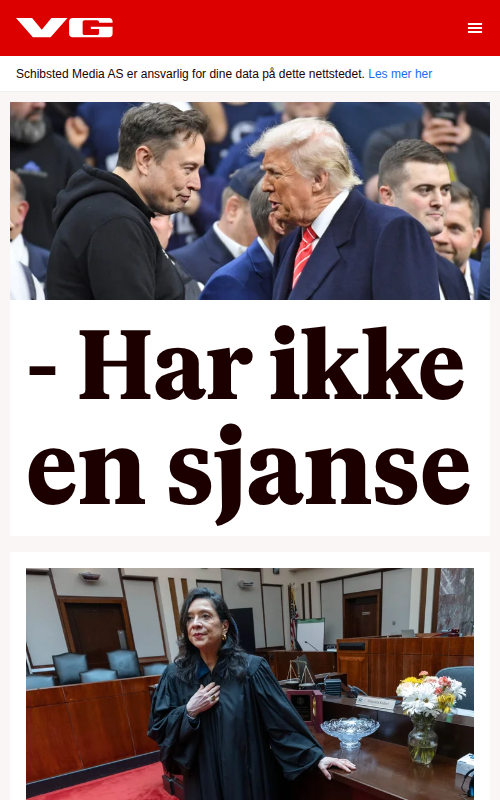 VG
Schibsted Media AS er ansvarlig for dine data på dette nettstedet. Les mer her
- Har ikke
en sjanse